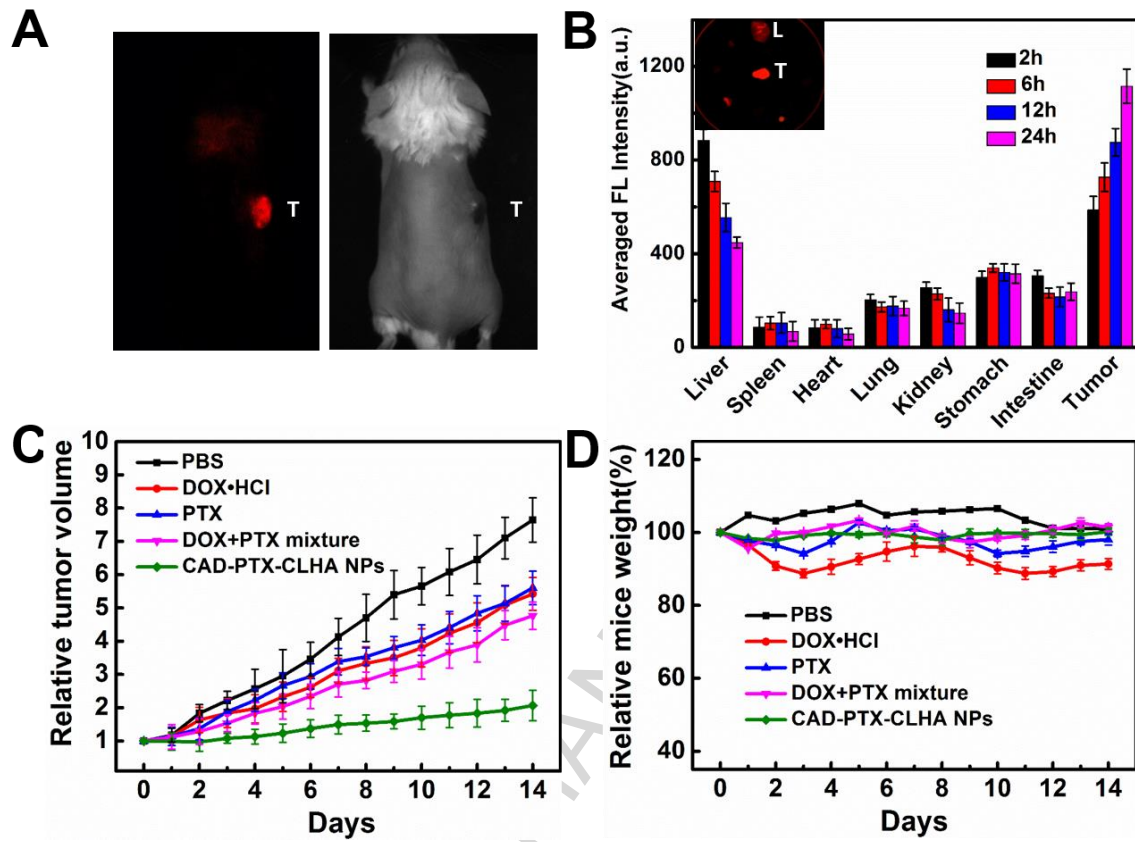 A
T
T
B
L
T
Averaged FL Intensity(a.u.)
1200
800
400
0
2h
6h
12h
24h
Liver
Spleen
Heart
Lung
Kidney
Stomach
Intestine
Tumor
C
Relative tumor volume
10
9
8
7
6
5
4
3
2
1
PBS
DOX•HCl
PTX
DOX+PTX mixture
CAD-PTX-CLHA NPs
0 2 4 6 8 10 12 14
Days
D
Relative mice weight(%)
120
100
80
60
40
PBS
DOX•HCl
PTX
DOX+PTX mixture
CAD-PTX-CLHA NPs
0 2 4 6 8 10 12 14
Days